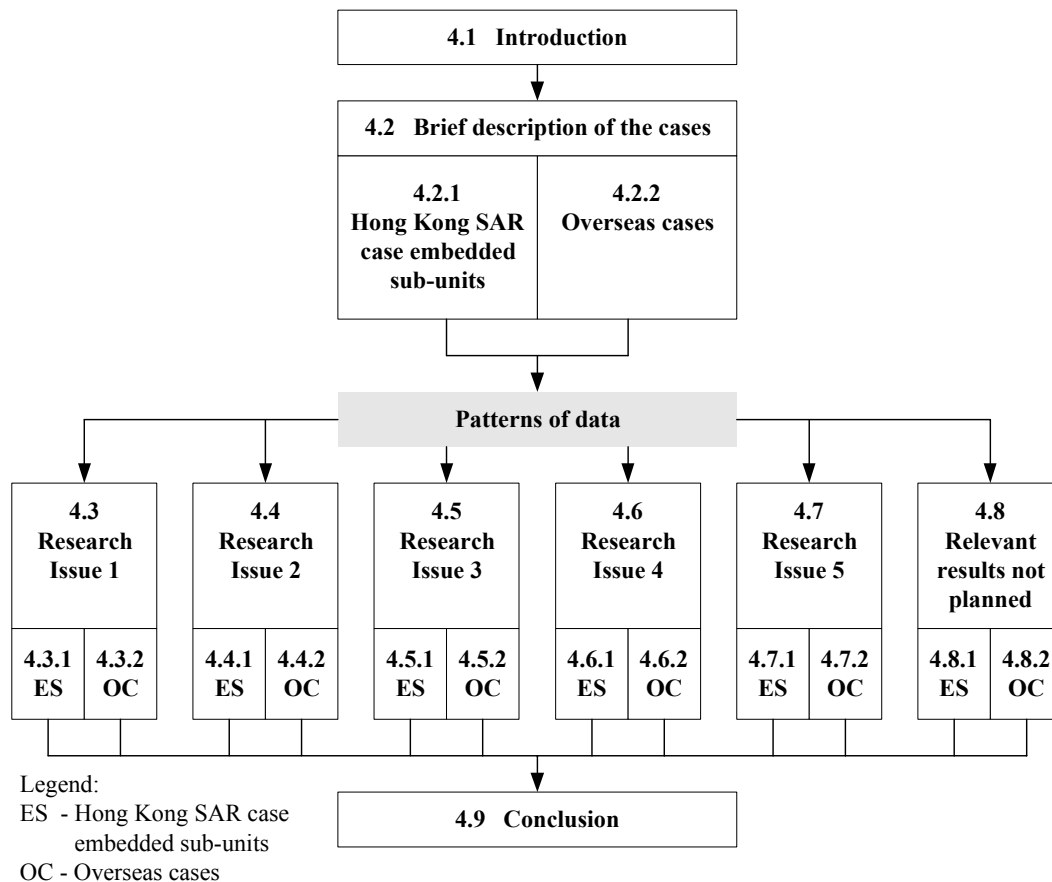 4.1 Introduction
4.2 Brief description of the cases
4.2.1
Hong Kong SAR
case embedded
sub-units
4.2.2
Overseas cases
Patterns of data
4.3
Research
Issue 1
4.3.1
ES
4.3.2
OC
4.4
Research
Issue 2
4.4.1
ES
4.4.2
OC
4.5
Research
Issue 3
4.5.1
ES
4.5.2
OC
4.6
Research
Issue 4
4.6.1
ES
4.6.2
OC
4.7
Research
Issue 5
4.7.1
ES
4.7.2
OC
4.8
Relevant
results not
planned
4.8.1
ES
4.8.2
OC
4.9 Conclusion
Legend:
ES - Hong Kong SAR case
embedded sub-units
OC - Overseas cases